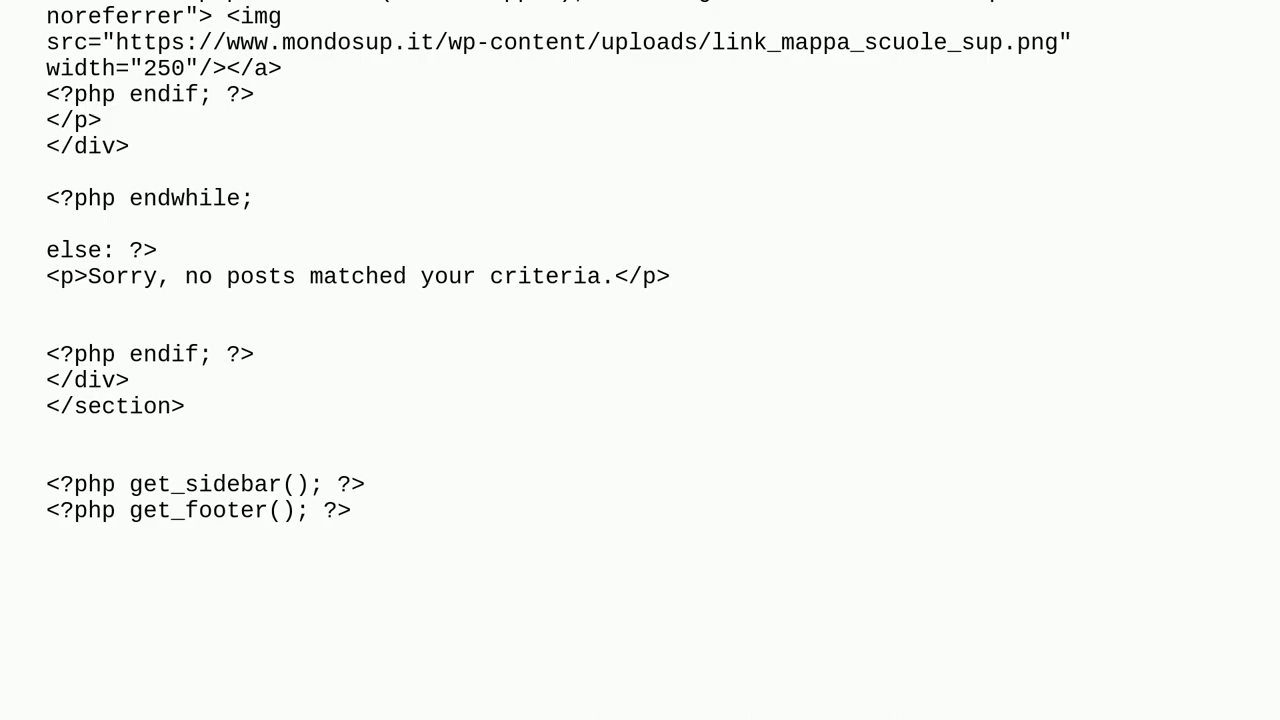 noreferrer"> <img
src="https://www.mondosup.it/wp-content/uploads/link_mappa_scuole_sup.png"
width="250"/></a>
<?php endif; ?>
</p>
</div>
<?php endwhile;
else: ?>
<p>Sorry, no posts matched your criteria.</p>
<?php endif; ?>
</div>
</section>
<?php get_sidebar(); ?>
<?php get_footer(); ?>